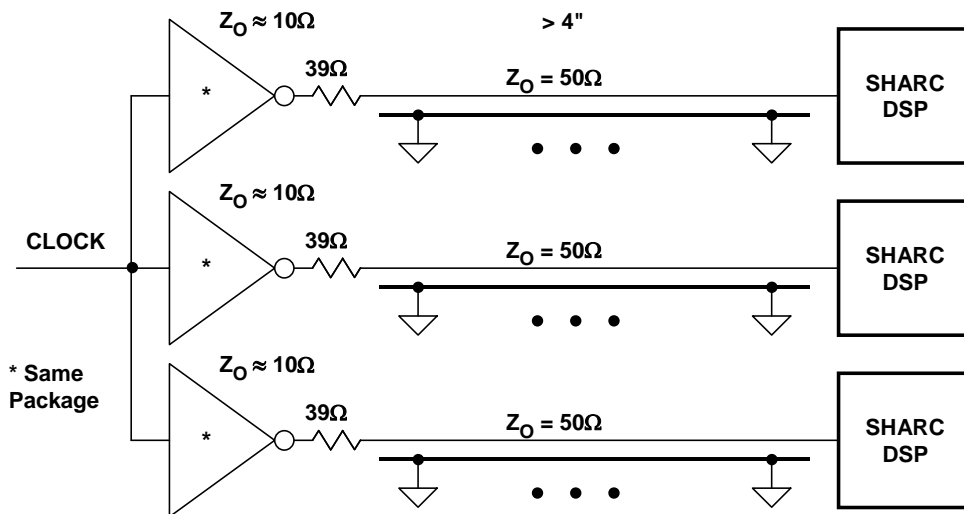 Z_O ≈ 10Ω
> 4"
39Ω
Z_O = 50Ω
SHARC
DSP
*
Z_O ≈ 10Ω
CLOCK
39Ω
Z_O = 50Ω
SHARC
DSP
*
* Same
Package
Z_O ≈ 10Ω
39Ω
Z_O = 50Ω
SHARC
DSP
*